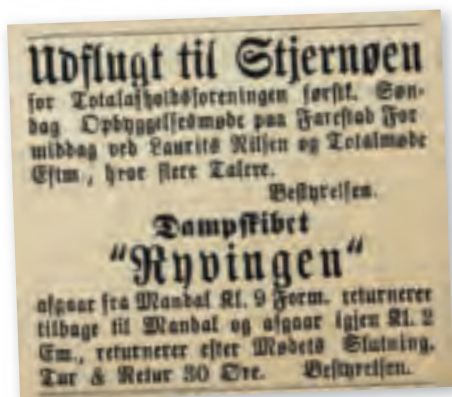 Udflugt til Stjernøen
for Totalafholdsforeningen førstk. Søn-
dag Opbyggelsesmøde paa Farestad For
middag ved Laurits Nilsen og Totalmøde
Eftm., hvor flere Talere.
Bestyrelsen.
Dampskibet
"Ryvingen"
afgaar fra Mandal Kl. 9 Form. returnerer
tilbage til Mandal og afgaar igjen Kl. 2
Em., returnerer efter Mødets Slutning.
Tur & Retur 30 Øre. Bestyrelsen.